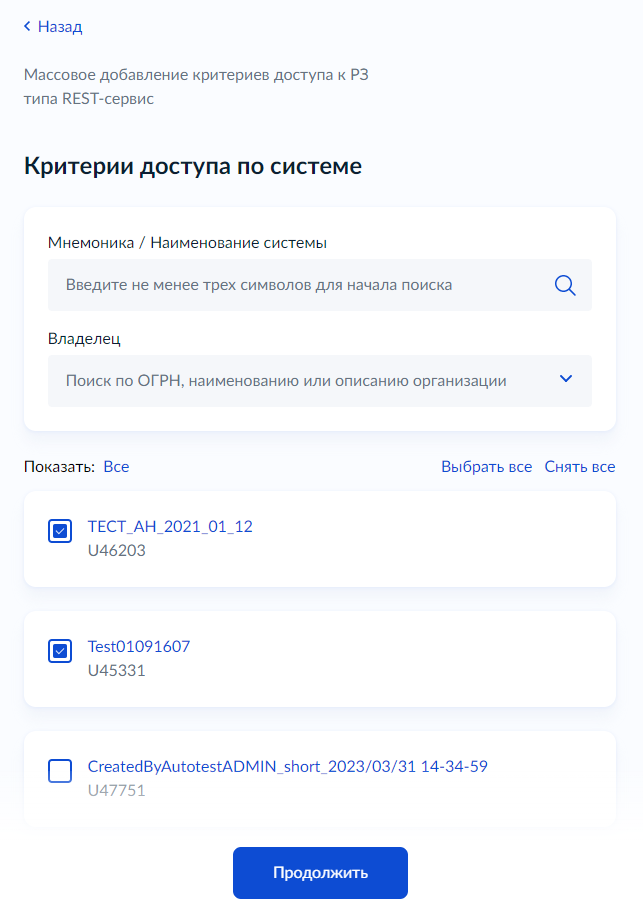 Назад
Массовое добавление критериев доступа к РЗ
типа REST-сервис
Критерии доступа по системе
Мнемоника / Наименование системы
Введите не менее трех символов для начала поиска
Владелец
Поиск по ОГРН, наименованию или описанию организации
Показать: Все Выбрать все Снять все
ТЕСТ_АН_2021_01_12
U46203
Test01091607
U45331
CreatedByAutotestADMIN_short_2023/03/31 14-34-59
U47751
Продолжить